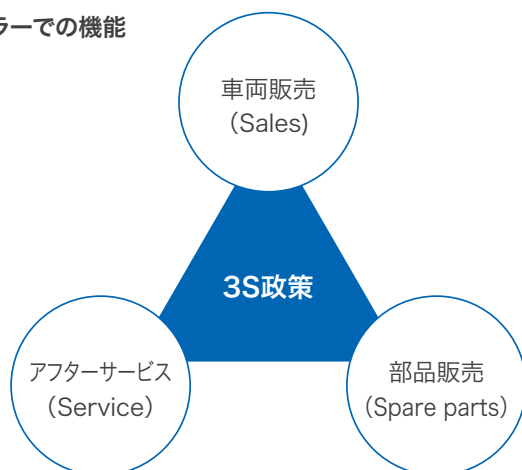 ラーでの機能
車両販売
（Sales)
3S政策
アフターサービス
（Service）
部品販売
（Spare parts）